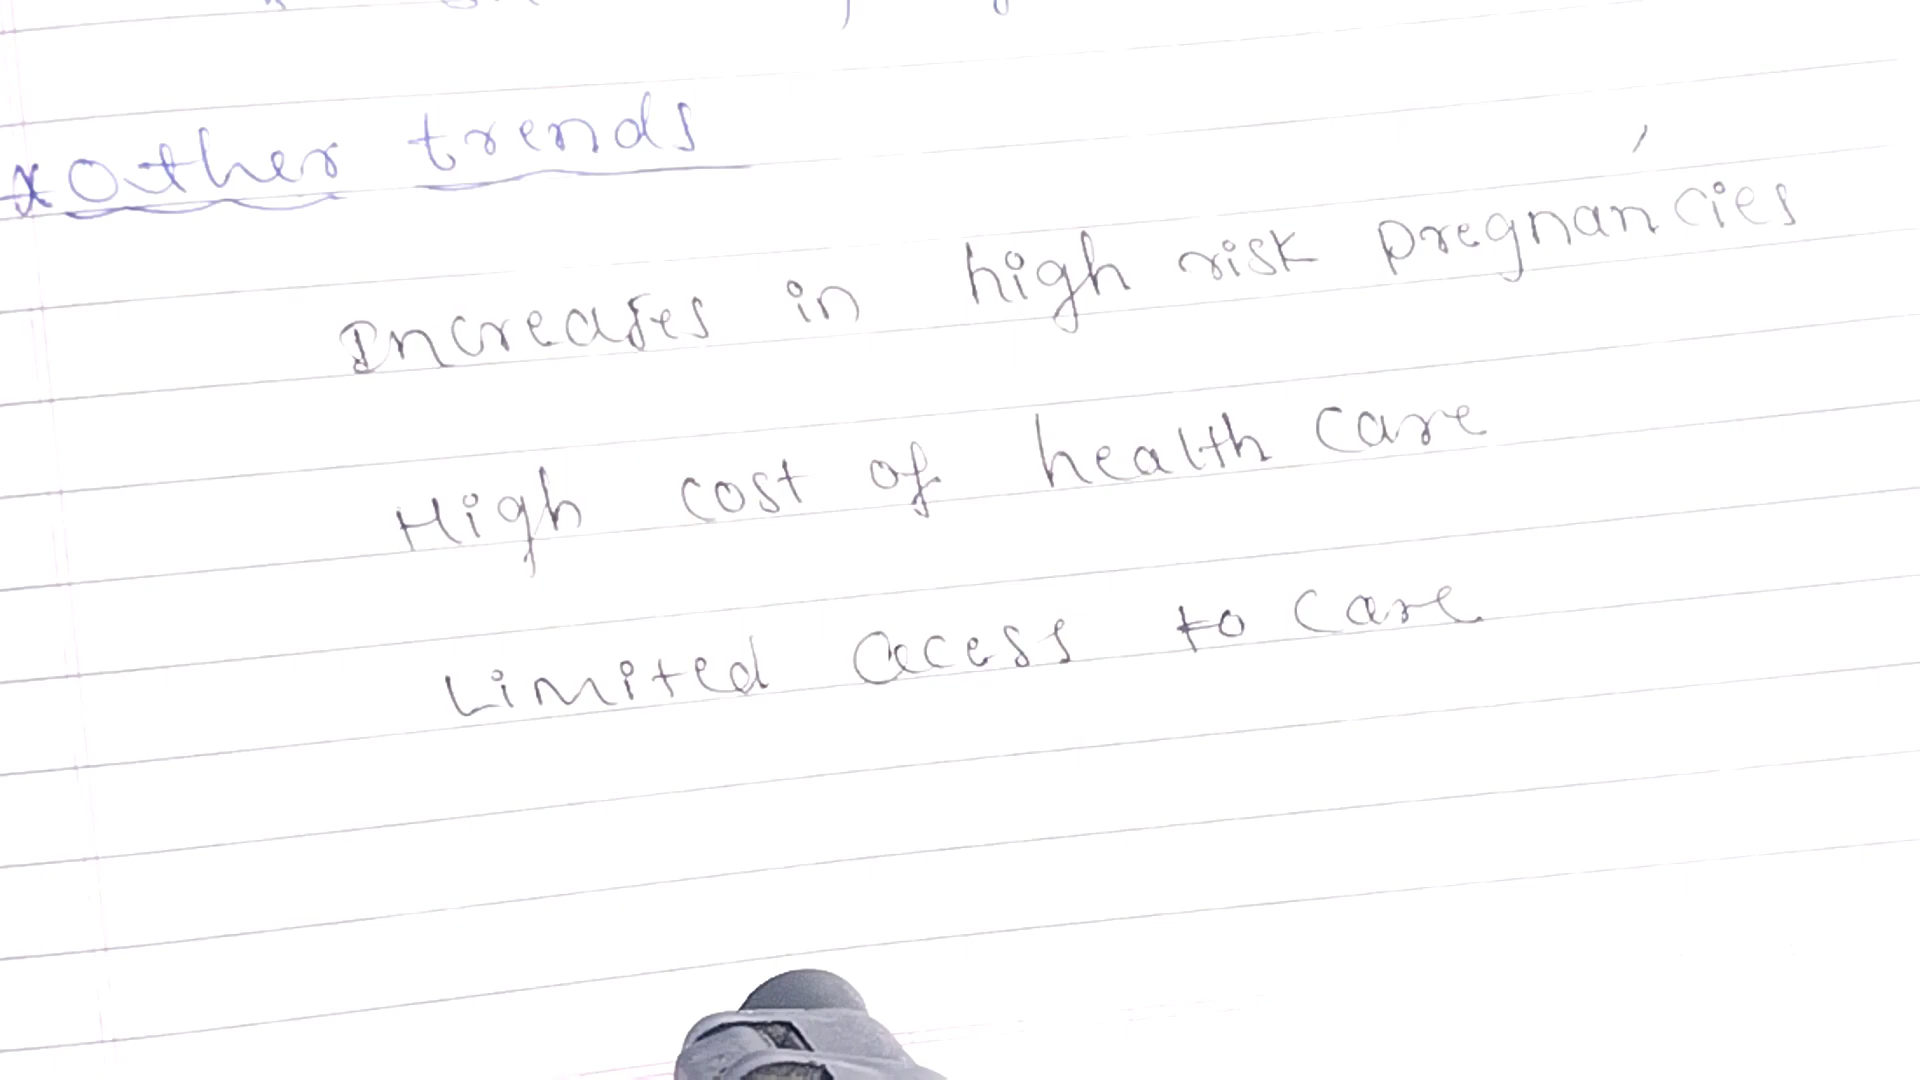 x Other trends
Increases in high risk pregnancies
High cost of health care
Limited acess to care